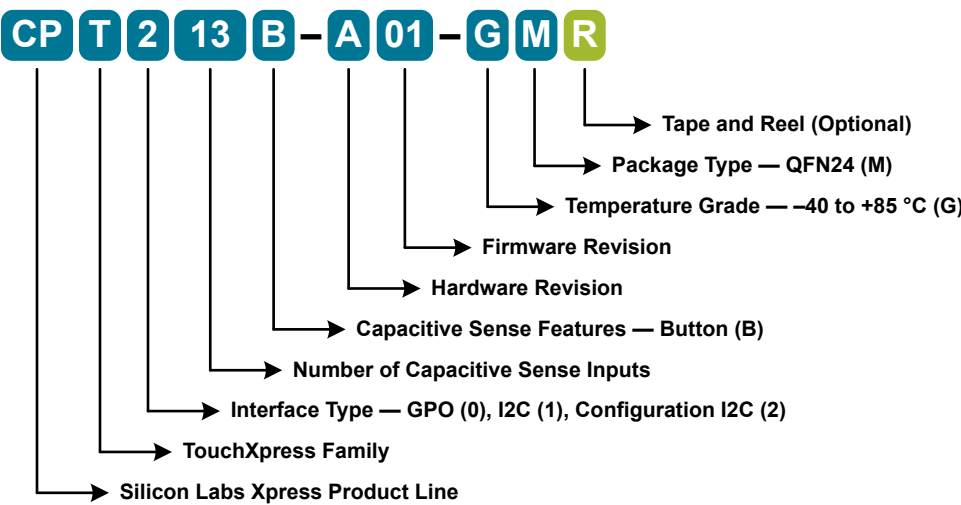 CP T 2 13 B – A 01 – G M R
Tape and Reel (Optional)
Package Type — QFN24 (M)
Temperature Grade — –40 to +85 °C (G)
Firmware Revision
Hardware Revision
Capacitive Sense Features — Button (B)
Number of Capacitive Sense Inputs
Interface Type — GPO (0), I2C (1), Configuration I2C (2)
TouchXpress Family
Silicon Labs Xpress Product Line